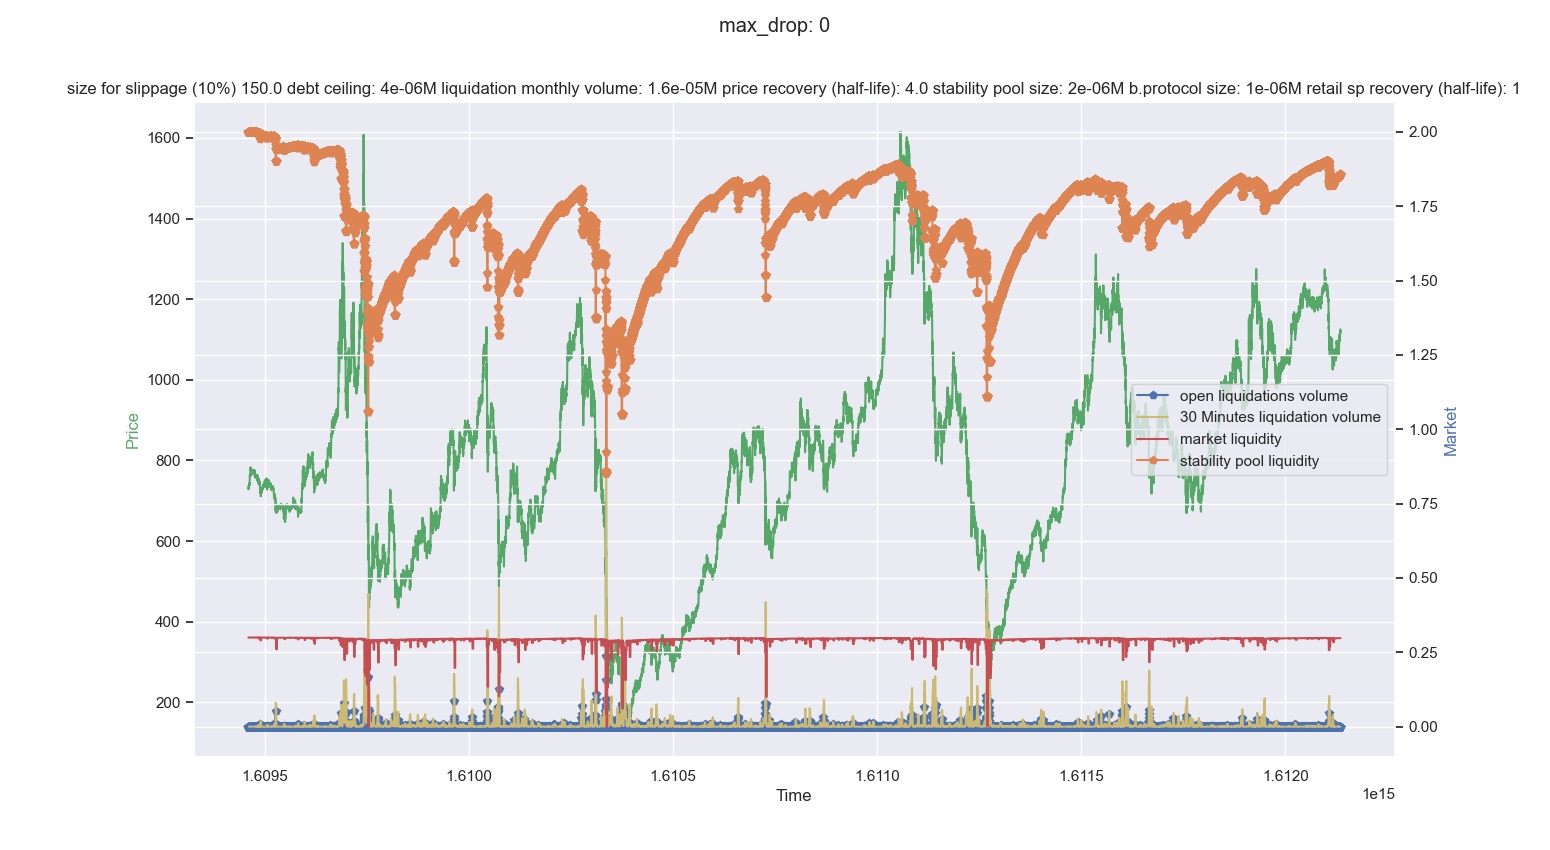 max_drop: 0
size for slippage (10%) 150.0 debt ceiling: 4e-06M liquidation monthly volume: 1.6e-05M price recovery (half-life): 4.0 stability pool size: 2e-06M b.protocol size: 1e-06M retail sp recovery (half-life): 1
1600
1400
1200
1000
800
600
400
200
Price
2.00
1.75
1.50
1.25
1.00
0.75
0.50
0.25
0.00
Market
open liquidations volume
30 Minutes liquidation volume
market liquidity
stability pool liquidity
1.6095 1.6100 1.6105 1.6110 1.6115 1.6120
Time
1e15